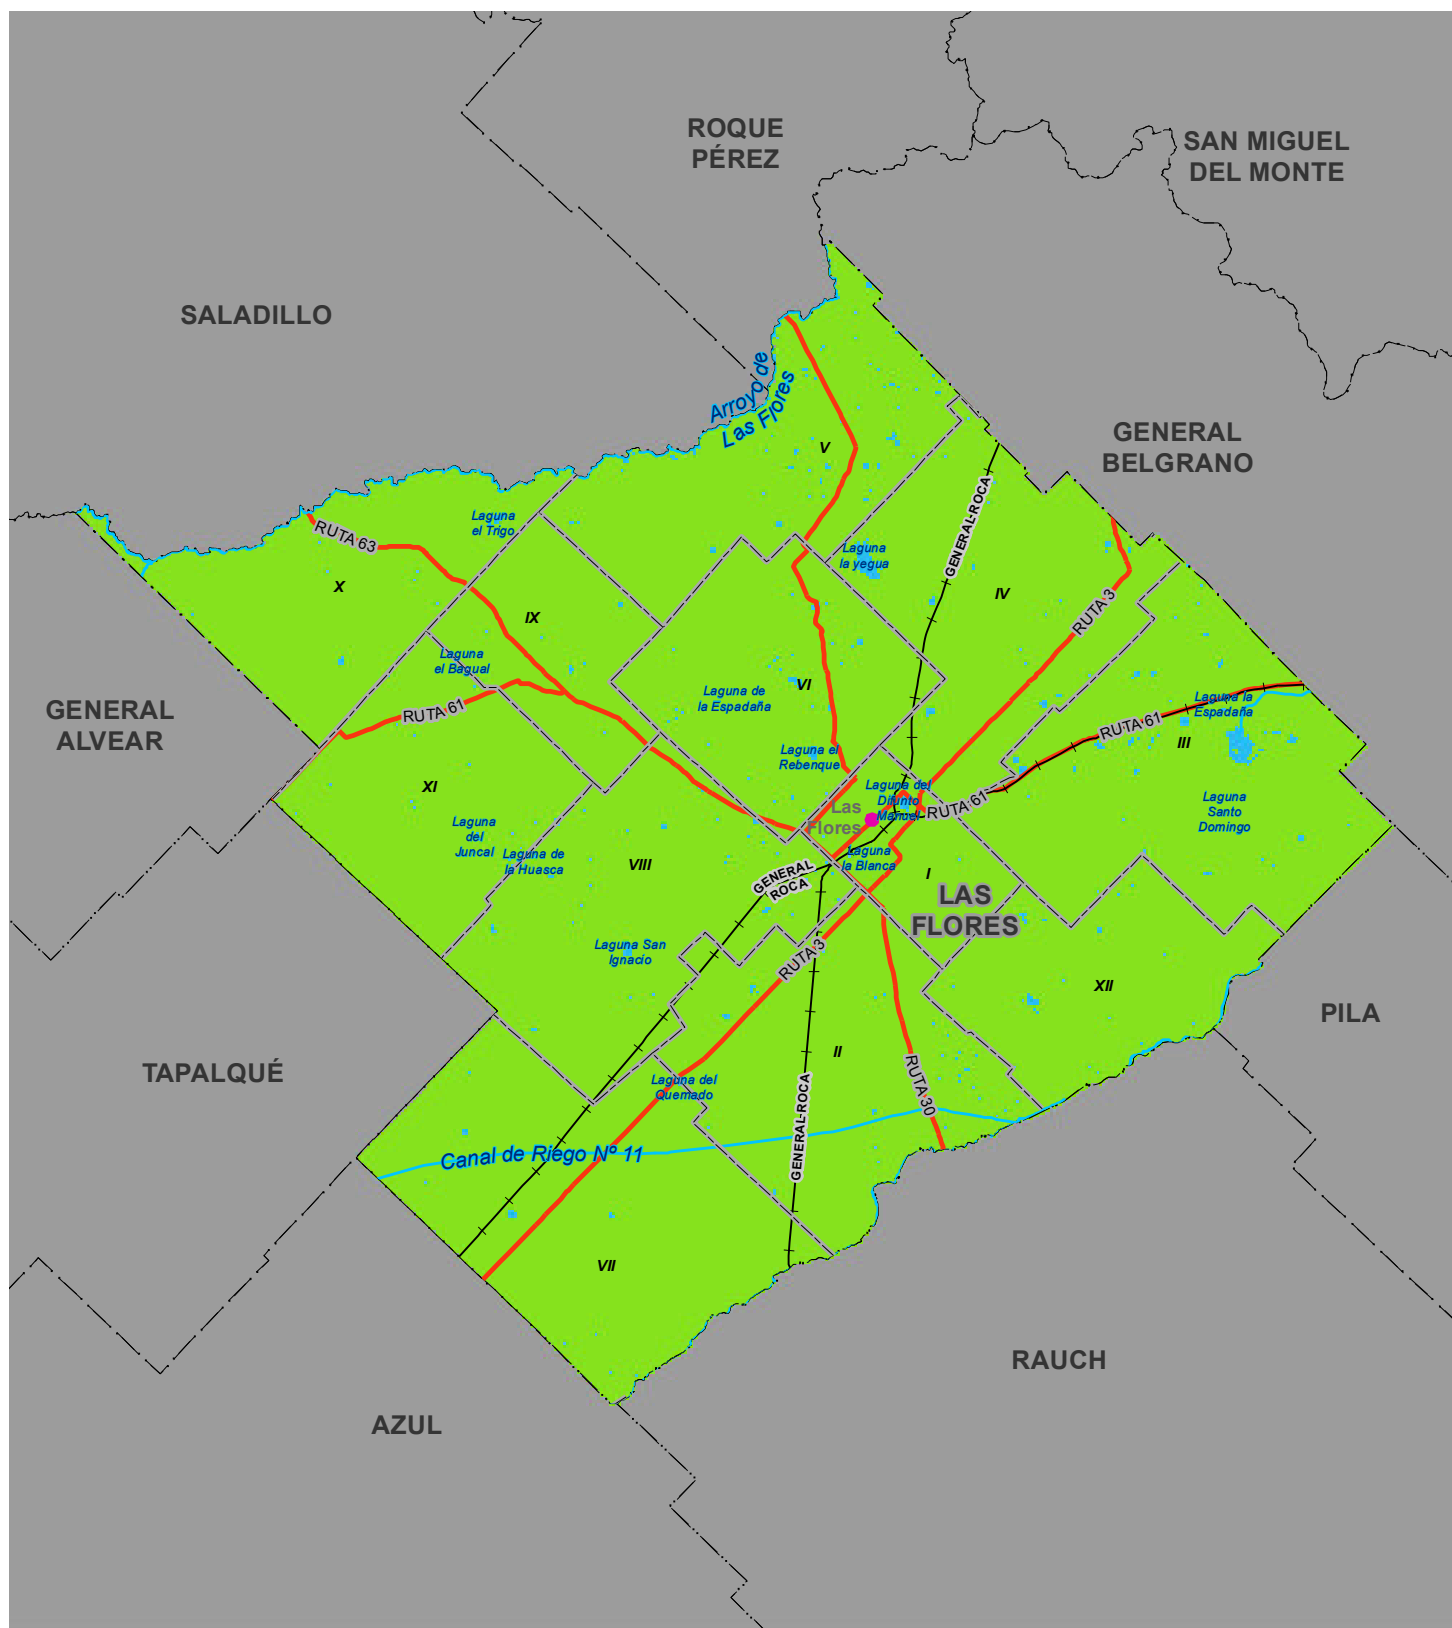 ROQUE
PÉREZ
SAN MIGUEL
DEL MONTE
SALADILLO
Arroyo de
Las Flores
GENERAL
BELGRANO
V
GENERAL-ROCA
Laguna
el Trigo
RUTA 63
Laguna
la yegua
X
IV
RUTA 3
IX
Laguna
el Bagual
Laguna de
la Espadaña
VI
Laguna la
Espadaña
GENERAL
ALVEAR
RUTA 61
RUTA 61
III
Laguna el
Rebenque
XI
Laguna del
Difunto
Manuel
RUTA 61
Laguna
Santo
Domingo
Las
Flores
Laguna
del
Juncal
Laguna de
la Huasca
VIII
Laguna
la Blanca
I
GENERAL
ROCA
LAS
FLORES
Laguna San
Ignacio
RUTA 3
XII
PILA
II
TAPALQUÉ
Laguna del
Quemado
RUTA 30
GENERAL-ROCA
Canal de Riego Nº 11
VII
RAUCH
AZUL